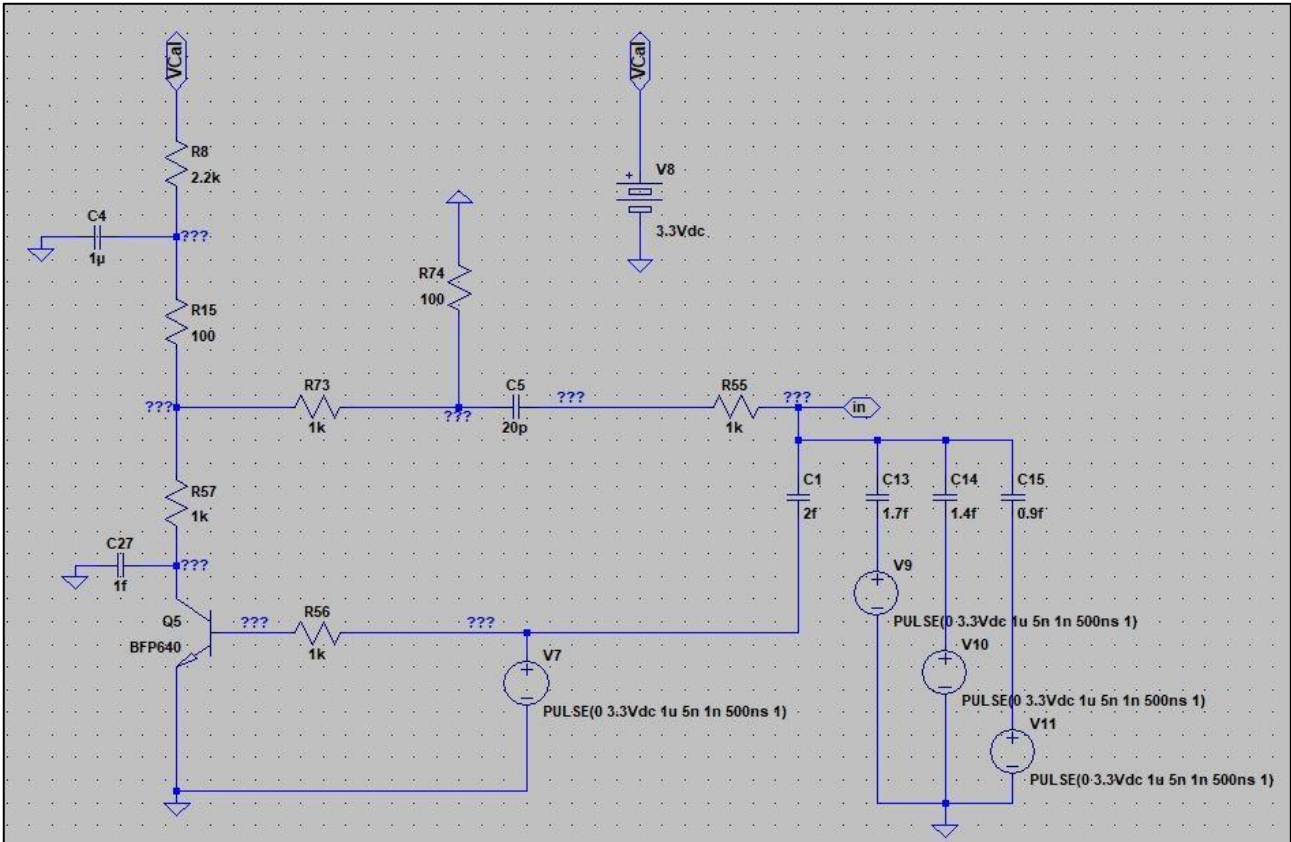 VCal
VCal
R8
2.2k
V8
+
3.3Vdc
C4
???
1µ
R74
100
R15
100
R73
C5
R55
???
???
???
???
1k
20p
1k
in
C1
C13
C14
C15
2f
1.7f
1.4f
0.9f
R57
1k
C27
???
1f
V9
PULSE(0 3.3Vdc 1u 5n 1n 500ns 1)
Q5
???
R56
???
BFP640
1k
V10
V7
PULSE(0 3.3Vdc 1u 5n 1n 500ns 1)
PULSE(0 3.3Vdc 1u 5n 1n 500ns 1)
V11
PULSE(0 3.3Vdc 1u 5n 1n 500ns 1)